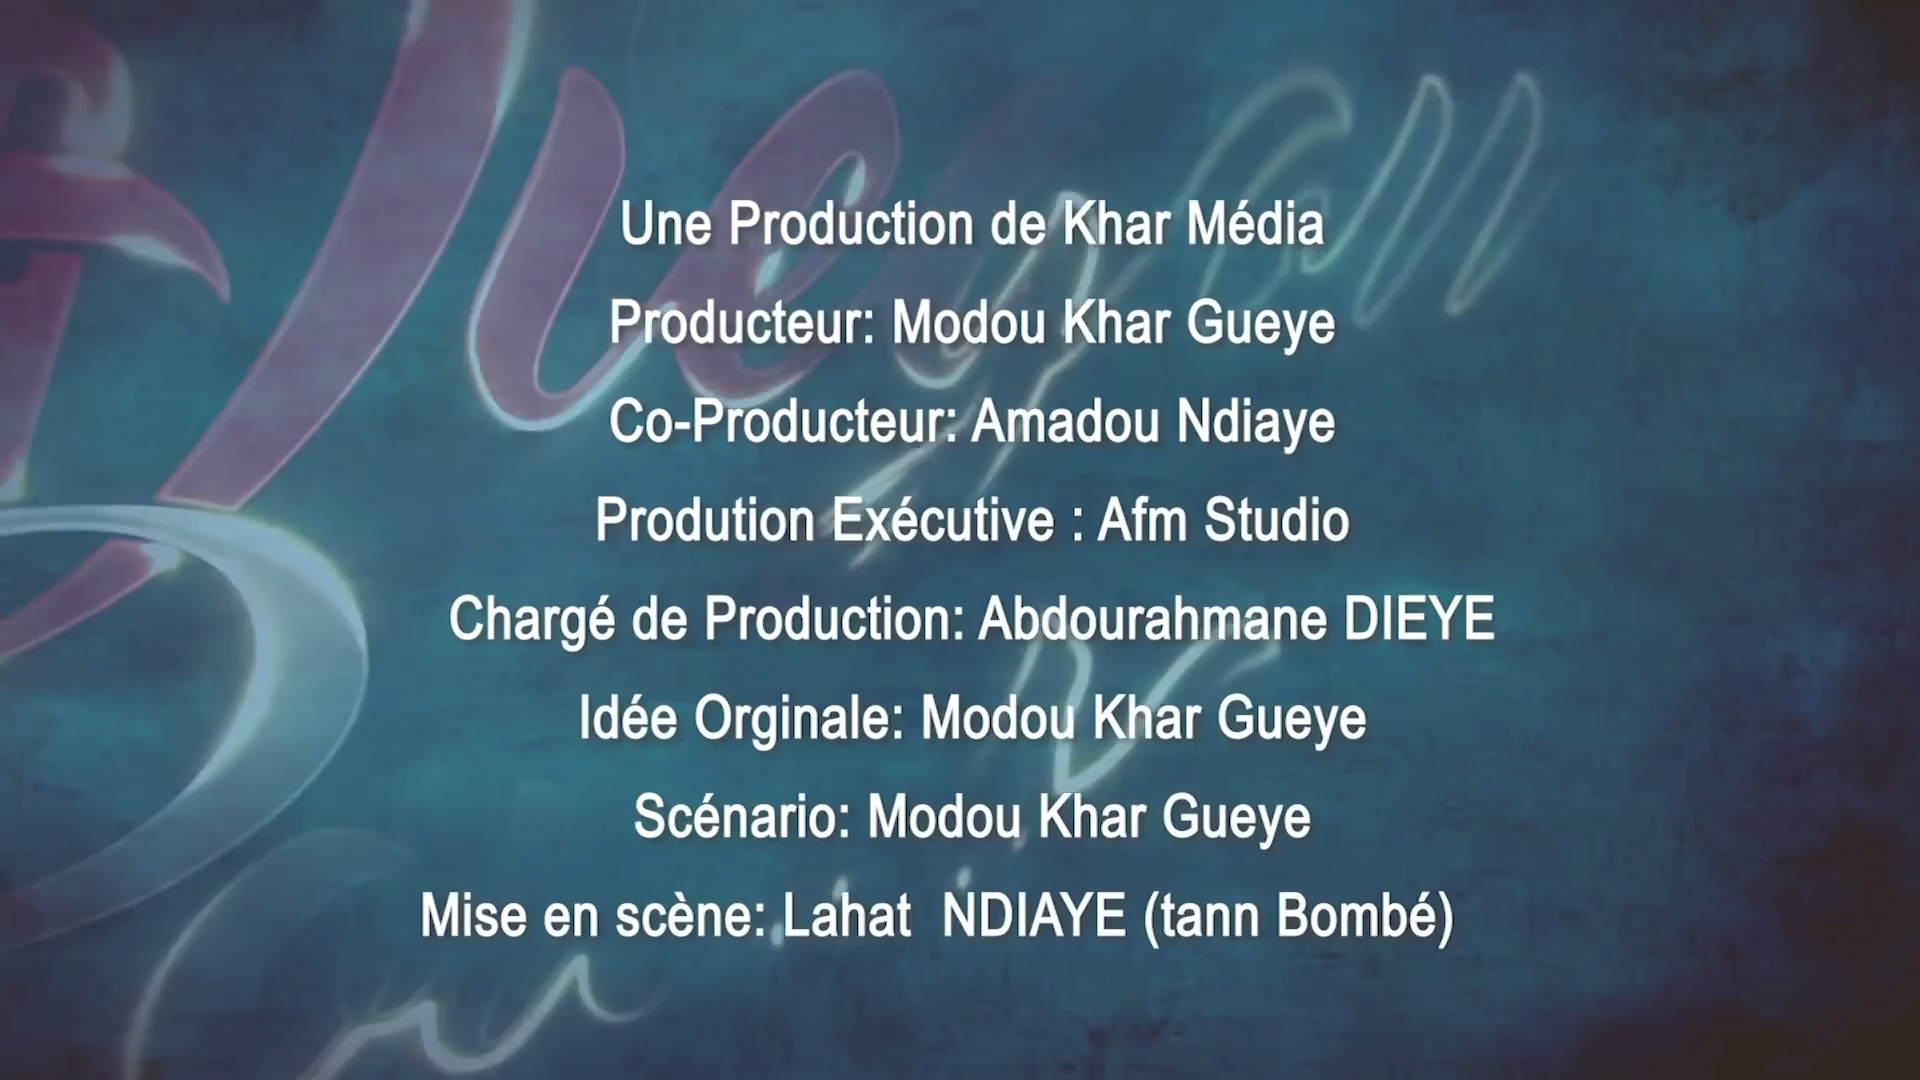 Une Production de Khar Média
Producteur: Modou Khar Gueye
Co-Producteur: Amadou Ndiaye
Prodution Exécutive : Afm Studio
Chargé de Production: Abdourahmane DIEYE
Idée Orginale: Modou Khar Gueye
Scénario: Modou Khar Gueye
Mise en scène: Lahat  NDIAYE (tann Bombé)